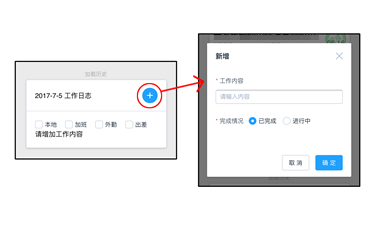 加载历史
2017-7-5 工作日志
本地 加班 外勤 出差
请增加工作内容
新增
* 工作内容
请输入内容
* 完成情况 已完成 进行中
取 消 确 定